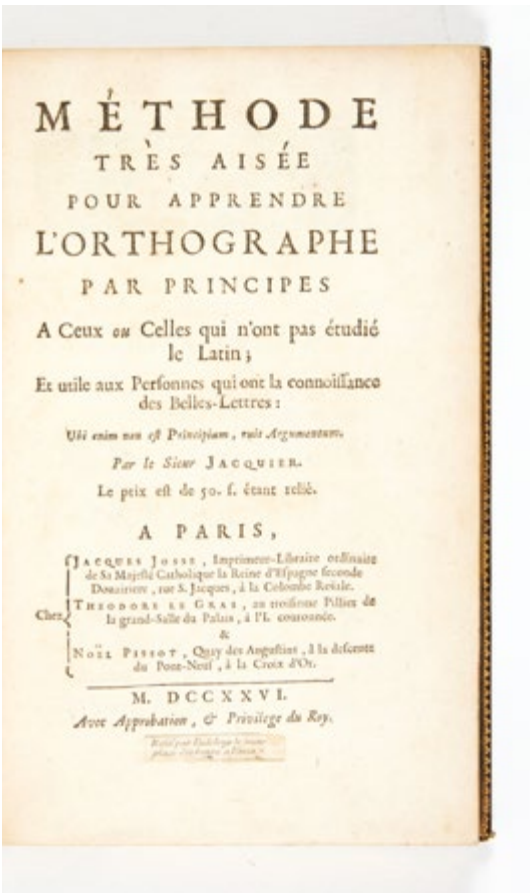 MÉTHODE
TRÈS AISÉE
POUR APPRENDRE
L'ORTHOGRAPHE
PAR PRINCIPES
A Ceux ou Celles qui n'ont pas étudié
le Latin;
Et utile aux Perſonnes qui ont la connoiſſance
des Belles-Lettres:
Ubi enim non eſt Principium, ruit Argumentum.
Par le Sieur JACQUIER.
Le prix eſt de 50. ſ. étant relié.
A PARIS,
Chez
JACQUES JOSSE, Imprimeur-Libraire ordinaire
de Sa Majeſté Catholique la Reine d'Eſpagne ſeconde
Douairiere, rue S. Jacques, à la Colombe Roïale.
THEODORE LE GRAS, au troiſiéme Pillier de
la grand-Salle du Palais, à l'L couronnée.
&
NOËL PISSOT, Quay des Auguſtins, à la deſcente
du Pont-Neuf, à la Croix d'Or.
M. DCCXXVI.
Avec Approbation, & Privilege du Roy.